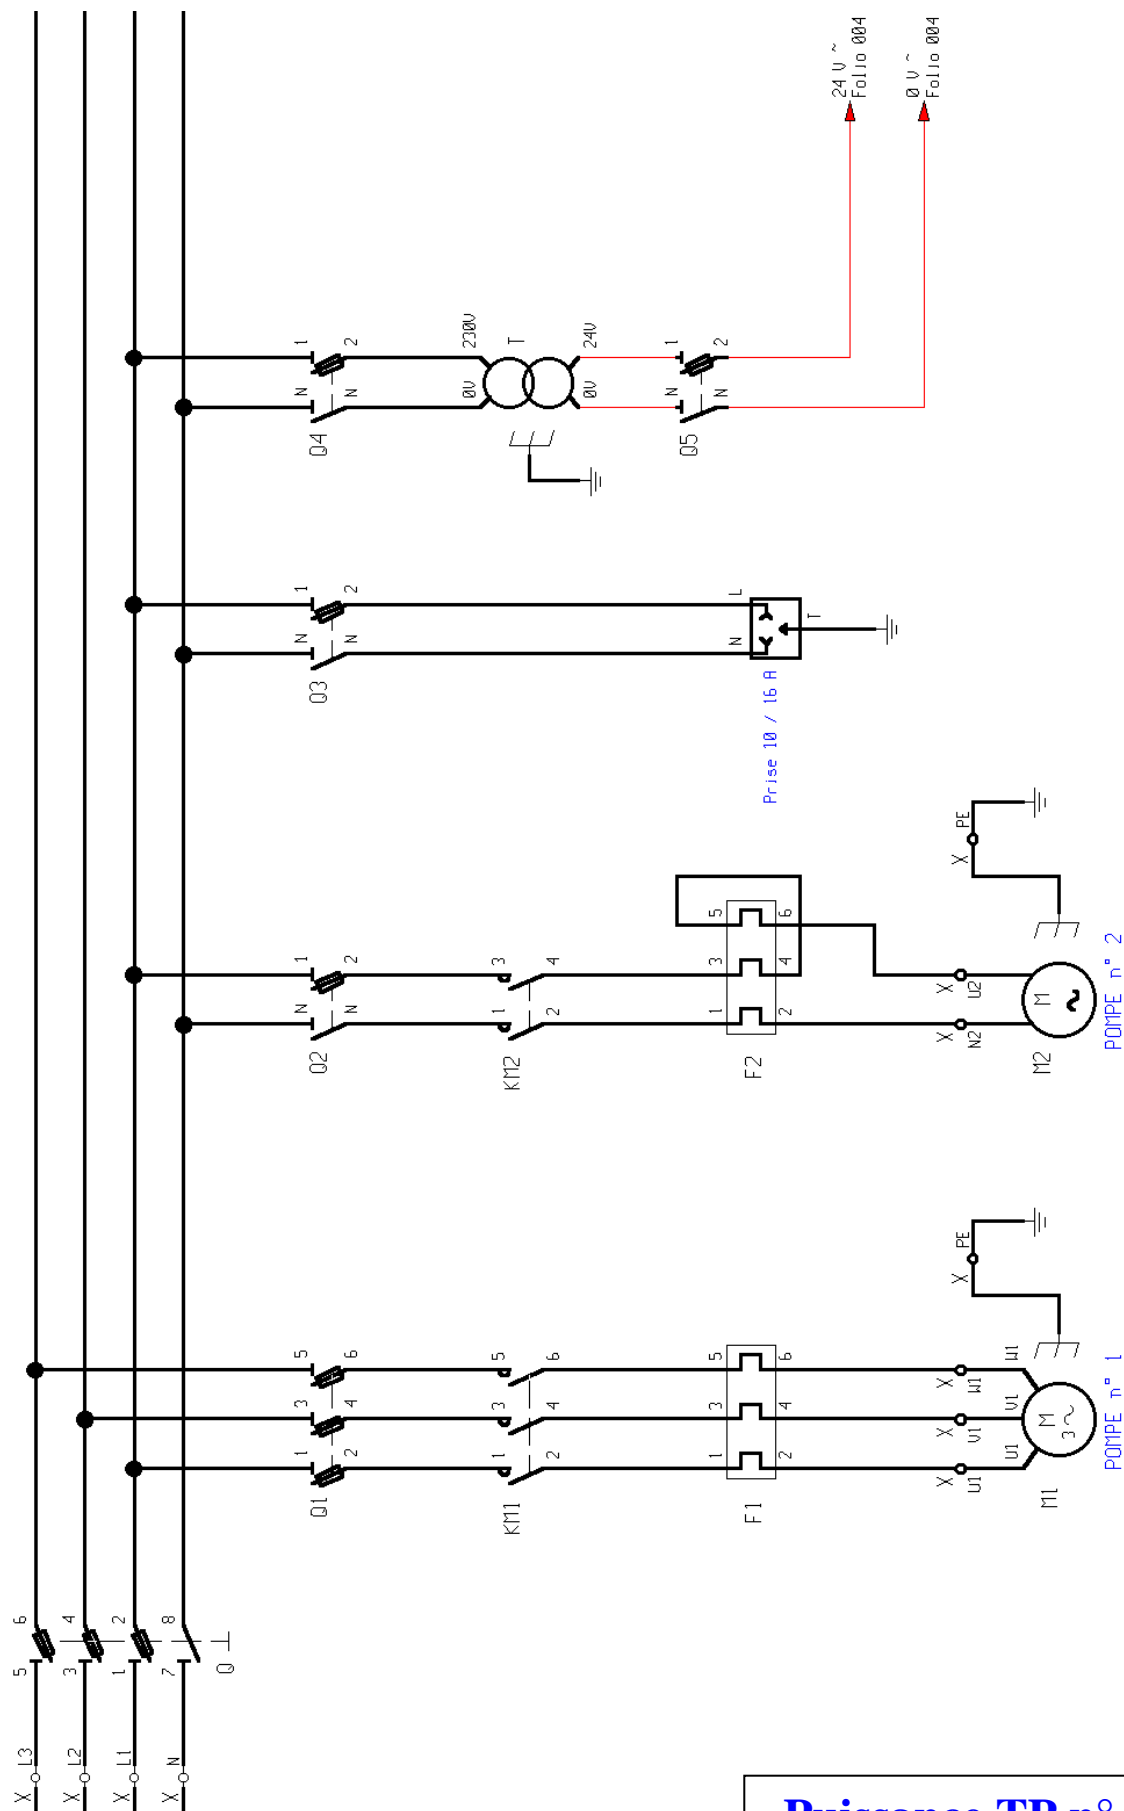 X L3 5 6
X L2 3 4
X L1 1 2
X N 7 8
Q
Q1
1 2
3 4
5 6
KM1
1 2
3 4
5 6
F1
1 2
3 4
5 6
X U1
X V1
X W1
U1 V1 W1
M
3~
M1
POMPE n° 1
X PE
Q2
N N
1 2
KM2
1 2
3 4
F2
1 2
3 4
5 6
X N2
X U2
M
~
M2
POMPE n° 2
X PE
Q3
N N
1 2
N L
T
Prise 10 / 16 A
Q4
N N
1 2
0V 230V
T
0V 24V
Q5
N N
1 2
24 V ~
Folio 004
0 V ~
Folio 004
Puissance TP n°